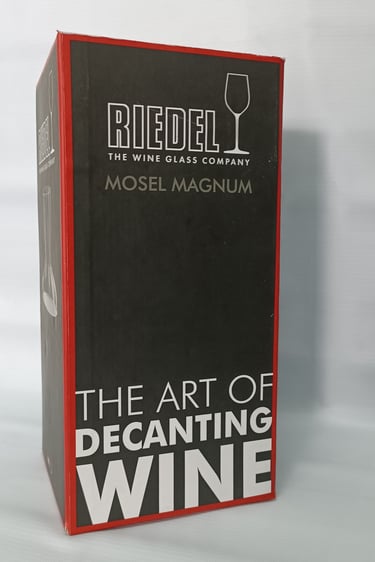 RIEDEL
THE WINE GLASS COMPANY
MOSEL MAGNUM
THE ART OF
DECANTING
WINE